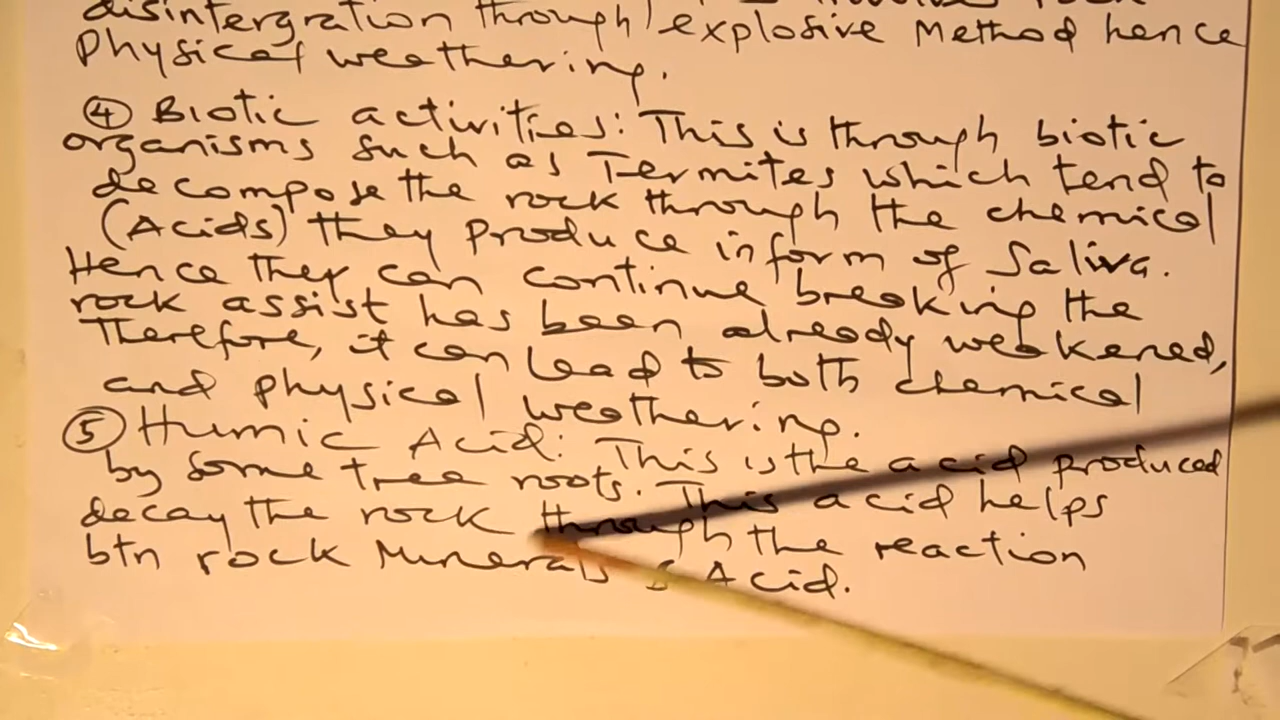 disintergration through explosive Method hence
Physical weathering.
④ Biotic activities: This is through biotic
organisms such as Termites which tend to
decompose the rock through the chemical
(Acids) they produce inform of Saliva.
Hence they can continue breaking the
rock assist has been already weakened,
Therefore, it can lead to both chemical
and physical weathering.
⑤ Humic Acid: This is the acid produced
by some tree roots. This acid helps
decay the rock through the reaction
btn rock Minerals & Acid.